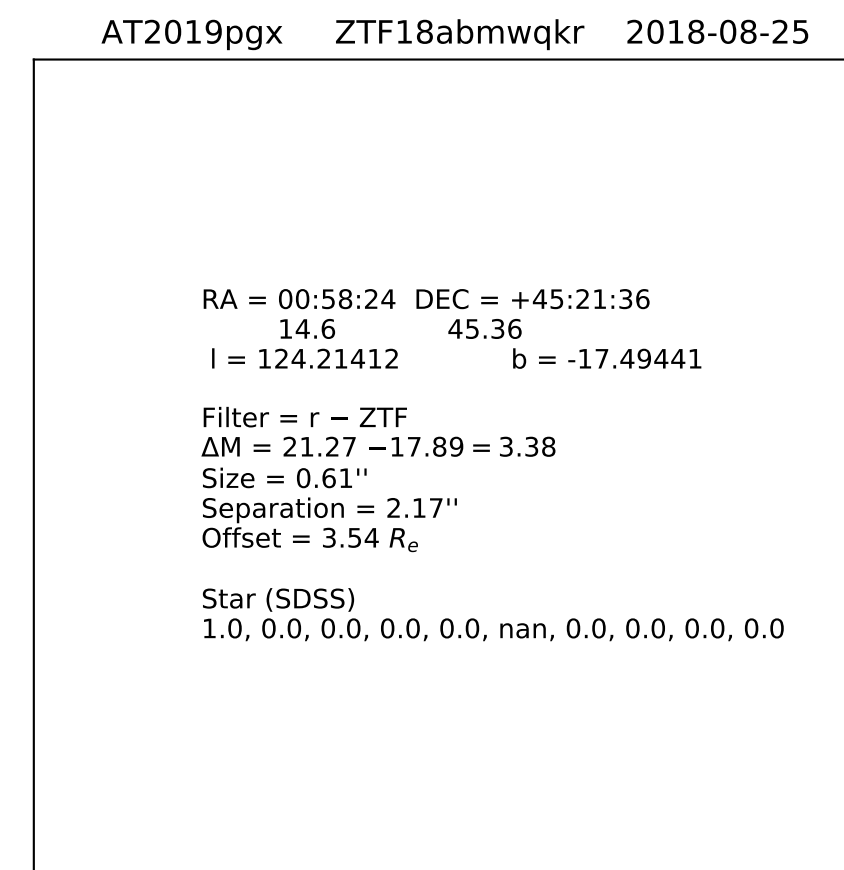 AT2019pgx ZTF18abmwqkr 2018-08-25
RA = 00:58:24 DEC = +45:21:36
14.6 45.36
l = 124.21412 b = -17.49441
Filter = r − ZTF
ΔM = 21.27 −17.89 = 3.38
Size = 0.61''
Separation = 2.17''
Offset = 3.54 Rₑ
Star (SDSS)
1.0, 0.0, 0.0, 0.0, 0.0, nan, 0.0, 0.0, 0.0, 0.0